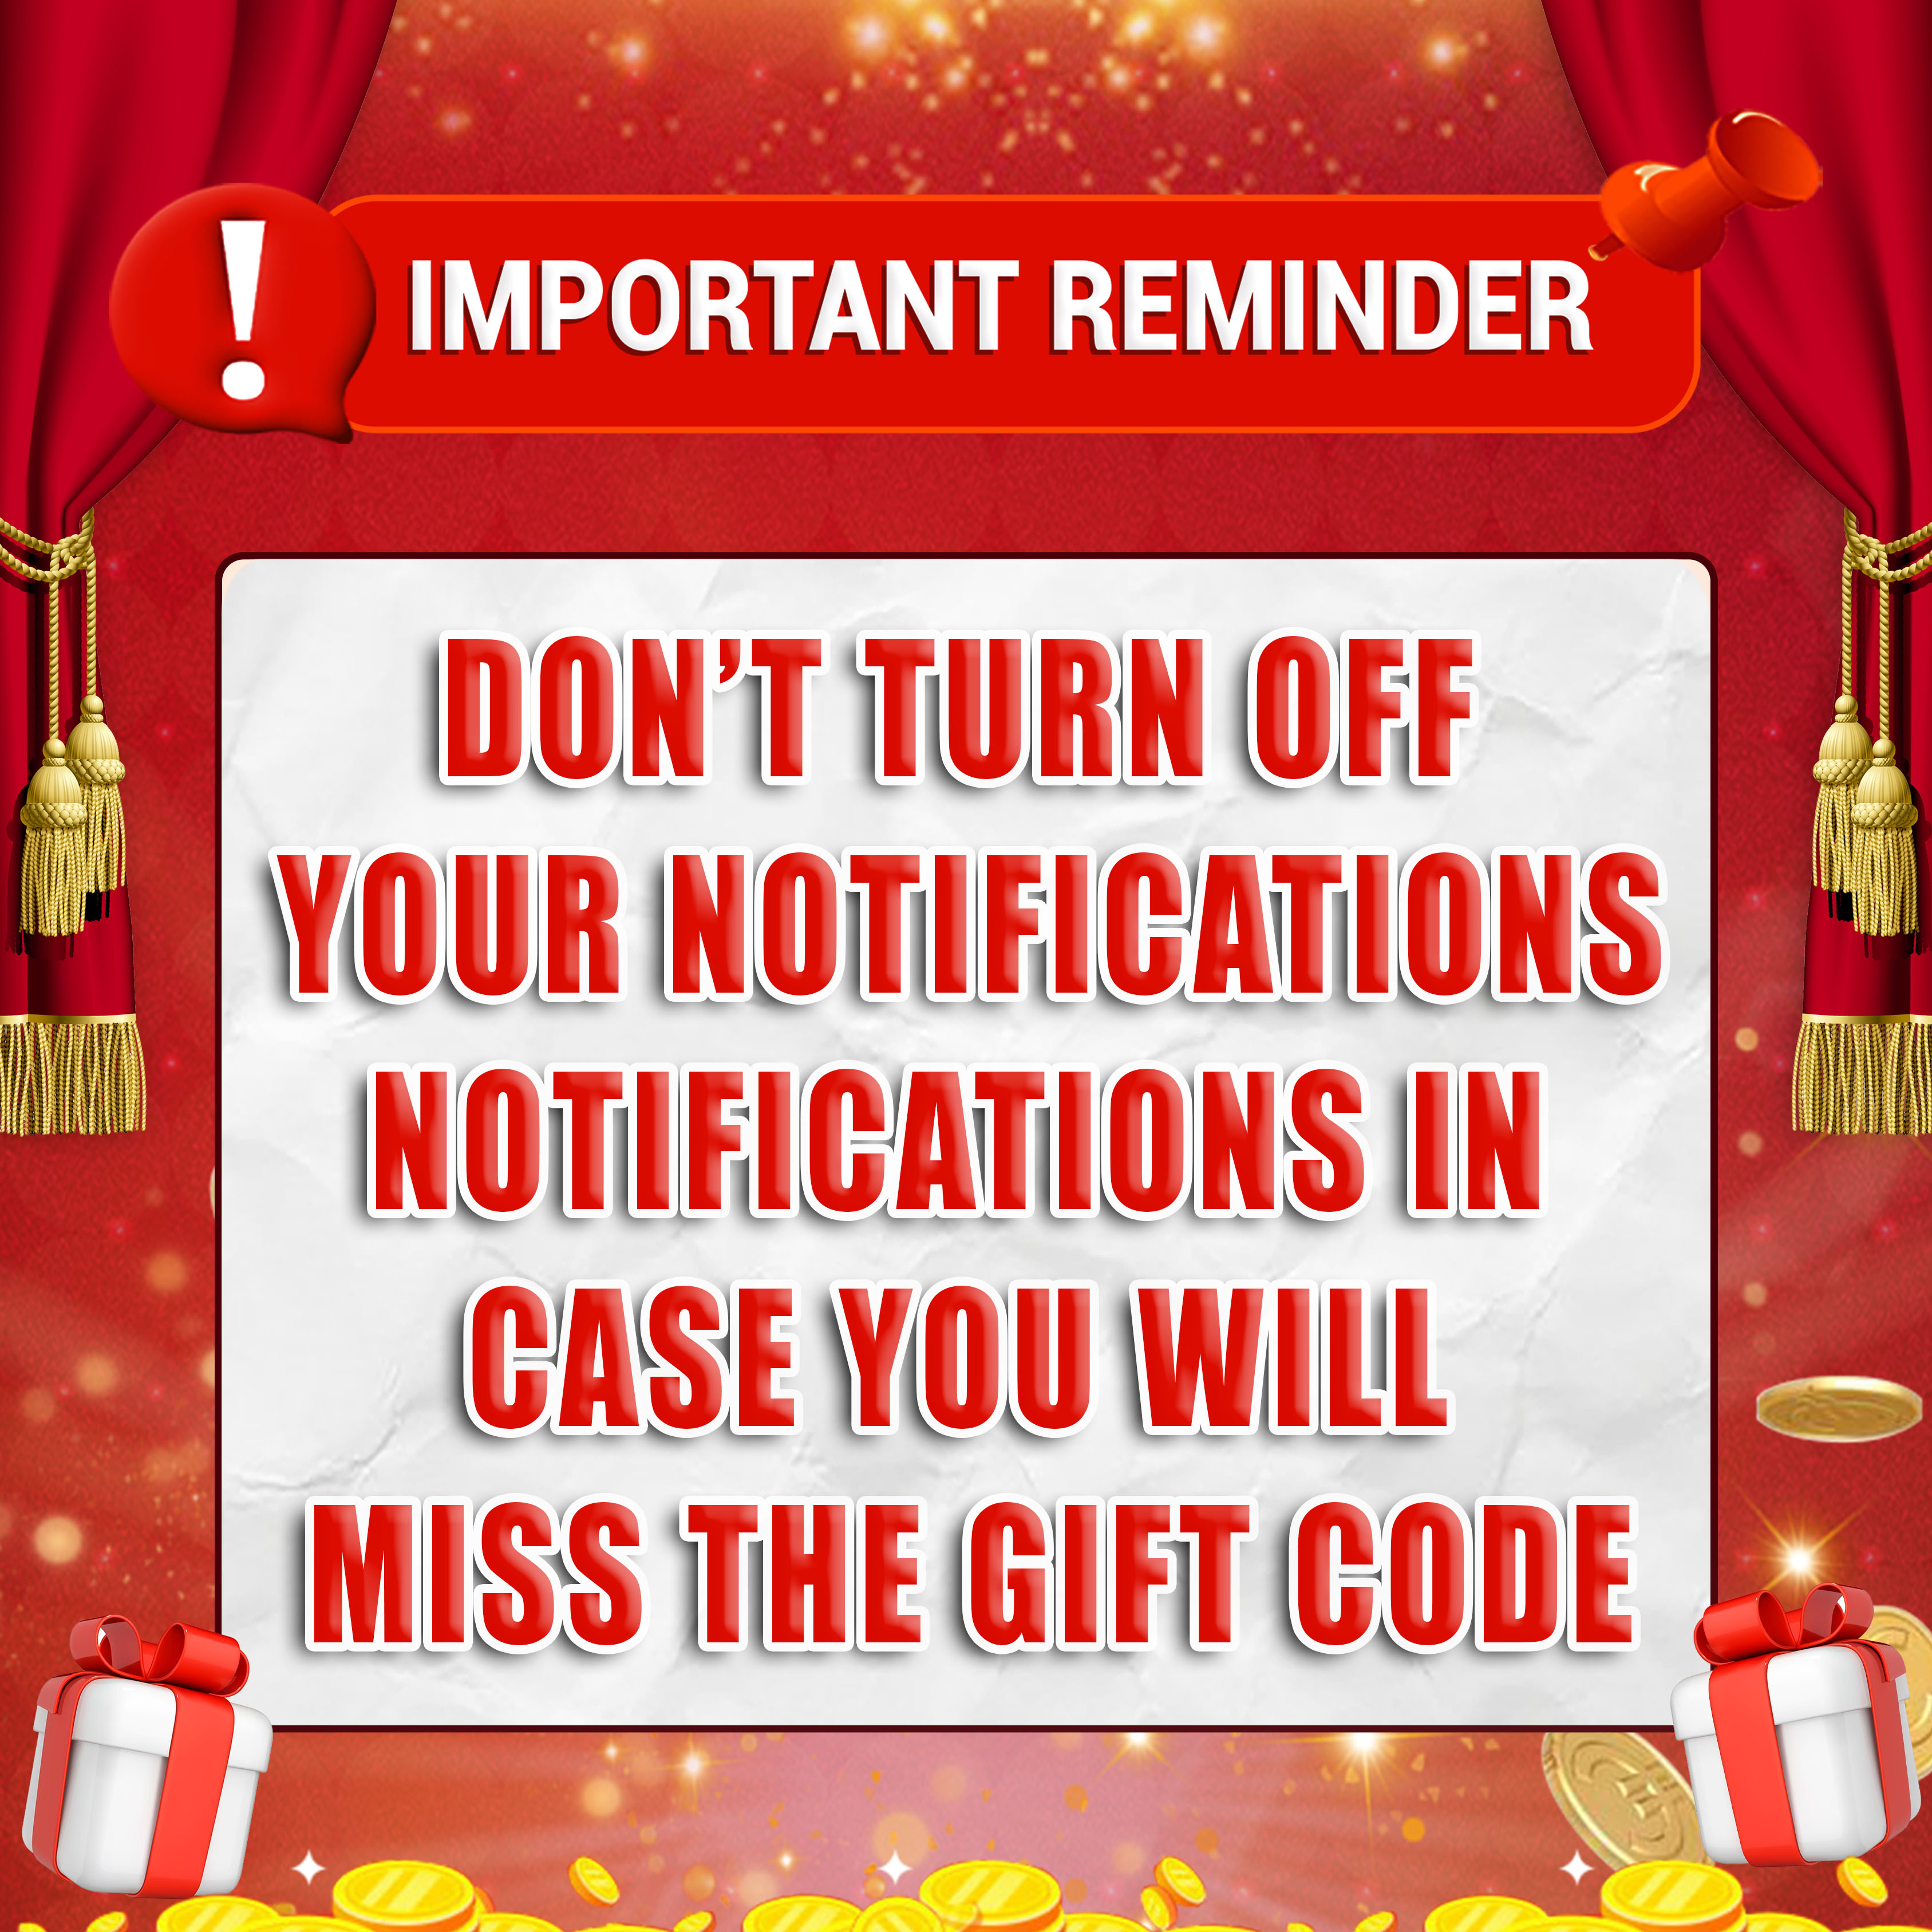 !
IMPORTANT REMINDER
DON’T TURN OFF
YOUR NOTIFICATIONS
NOTIFICATIONS IN
CASE YOU WILL
MISS THE GIFT CODE